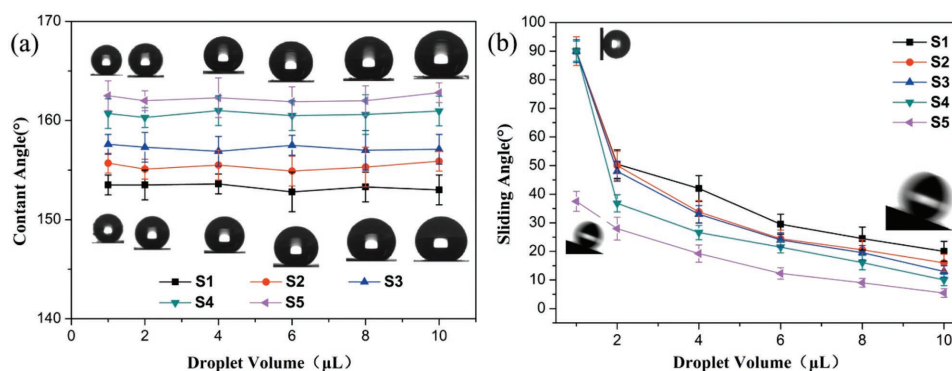 (a)
170
160
150
140
Contant Angle(°)
0 2 4 6 8 10
Droplet Volume（μL）
S1 S2 S3
S4 S5
(b)
100
90
80
70
60
50
40
30
20
10
0
Sliding Angle(°)
2 4 6 8 10
Droplet Volume（μL）
S1
S2
S3
S4
S5